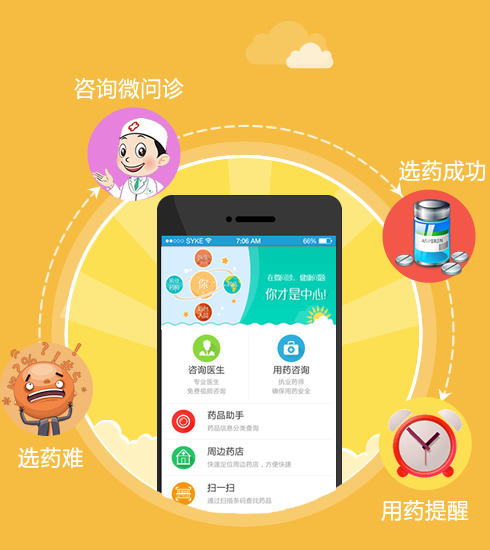 咨询微问诊
选药成功
SYKE
7:06 AM
66%
在微问诊，健康问题
你才是中心!
你
咨询医生
专业医生
免费视频咨询
用药咨询
执业药师
确保用药安全
药品助手
药品信息分类查询
周边药店
快速定位周边药店，方便快捷
扫一扫
通过扫描条码查找药品
选药难
用药提醒